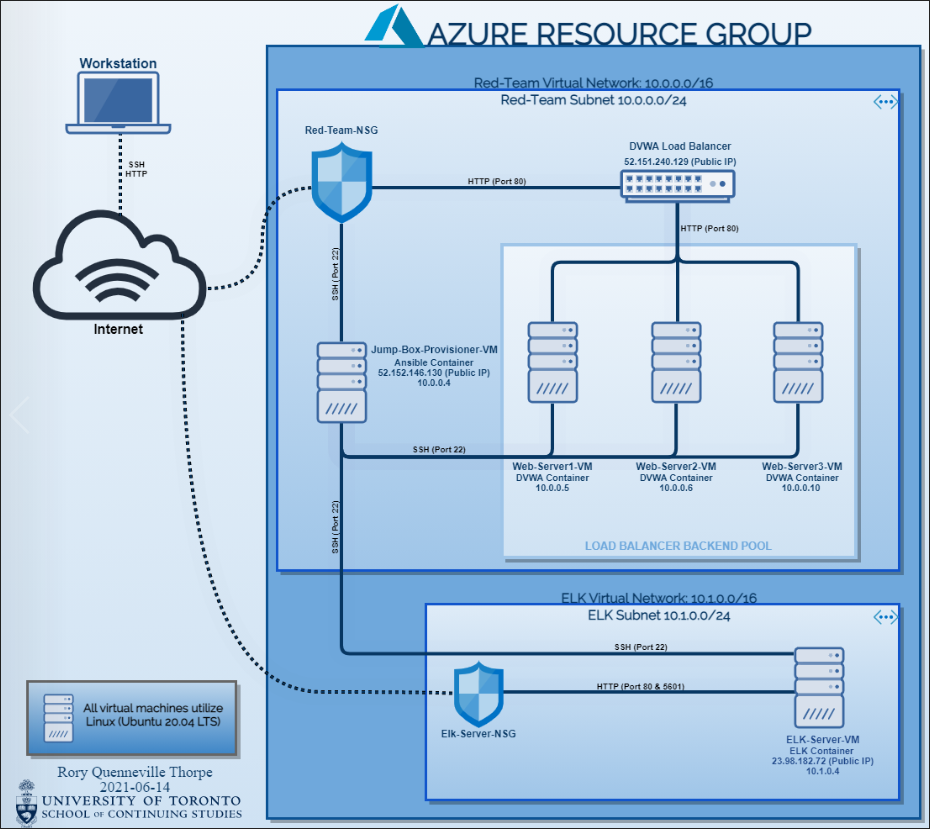 AZURE RESOURCE GROUP
Workstation
SSH
HTTP
Internet
Red-Team Virtual Network: 10.0.0.0/16
Red-Team Subnet 10.0.0.0/24
Red-Team-NSG
HTTP (Port 80)
DVWA Load Balancer
52.151.240.129 (Public IP)
HTTP (Port 80)
SSH (Port 22)
Jump-Box-Provisioner-VM
Ansible Container
52.152.146.130 (Public IP)
10.0.0.4
SSH (Port 22)
Web-Server1-VM
DVWA Container
10.0.0.5
Web-Server2-VM
DVWA Container
10.0.0.6
Web-Server3-VM
DVWA Container
10.0.0.10
LOAD BALANCER BACKEND POOL
SSH (Port 22)
ELK Virtual Network: 10.1.0.0/16
ELK Subnet 10.1.0.0/24
SSH (Port 22)
HTTP (Port 80 & 5601)
Elk-Server-NSG
ELK-Server-VM
ELK Container
23.98.182.72 (Public IP)
10.1.0.4
All virtual machines utilize
Linux (Ubuntu 20.04 LTS)
Rory Quenneville Thorpe
2021-06-14
UNIVERSITY OF TORONTO
SCHOOL OF CONTINUING STUDIES